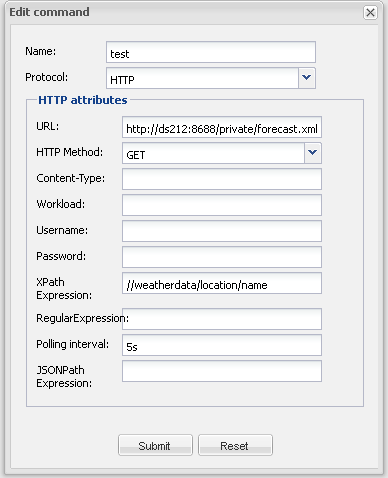 Edit command
Name: test
Protocol: HTTP
HTTP attributes
URL: http://ds212:8688/private/forecast.xml
HTTP Method: GET
Content-Type:
Workload:
Username:
Password:
XPath
Expression: //weatherdata/location/name
RegularExpression:
Polling interval: 5s
JSONPath
Expression:
Submit Reset